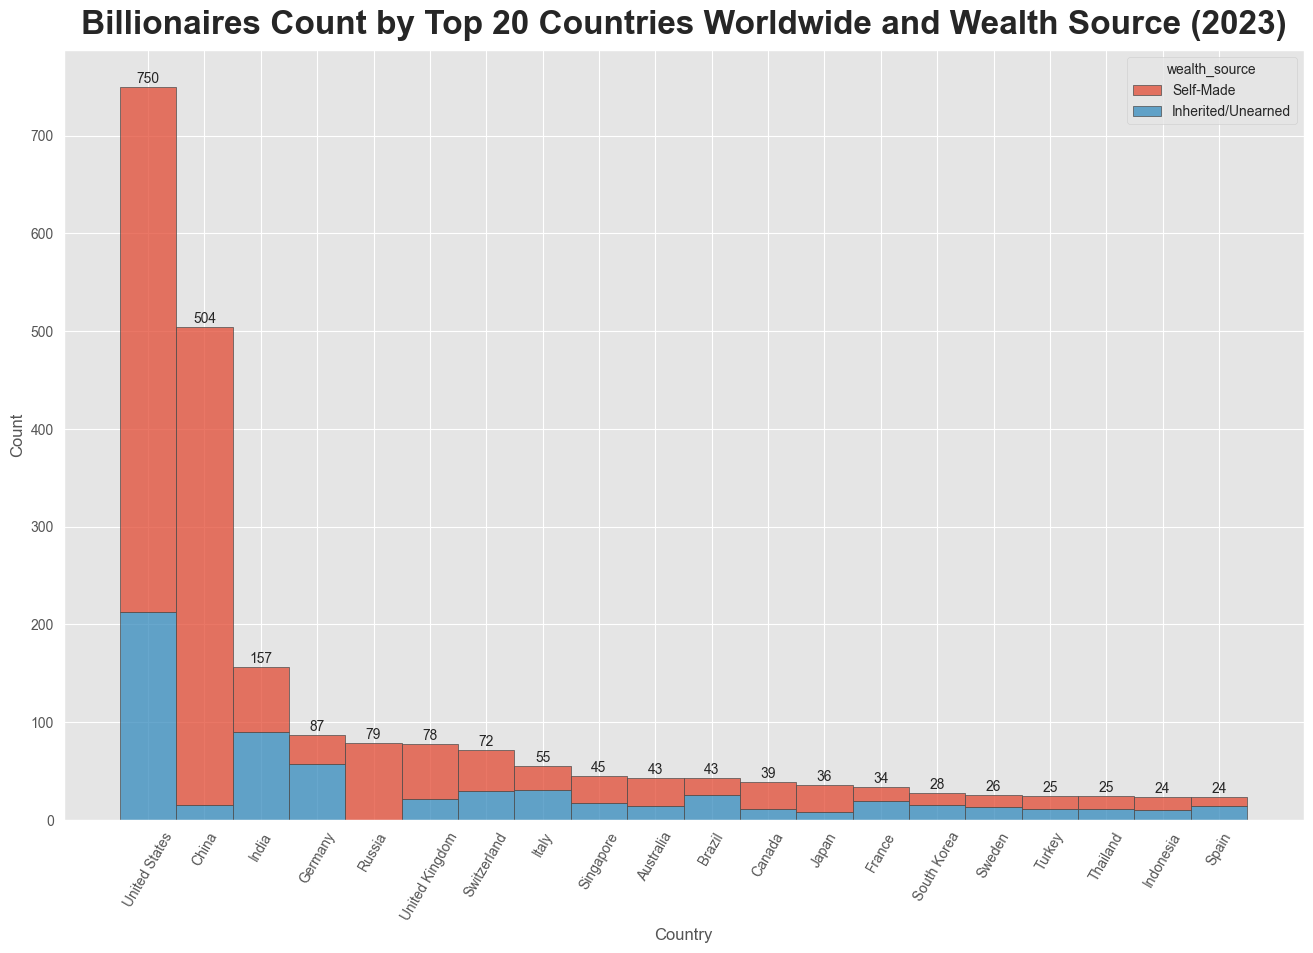 Billionaires Count by Top 20 Countries Worldwide and Wealth Source (2023)
wealth_source
Self-Made
Inherited/Unearned
Count
700
600
500
400
300
200
100
0
750
504
157
87
79
78
72
55
45
43
43
39
36
34
28
26
25
25
24
24
United States
China
India
Germany
Russia
United Kingdom
Switzerland
Italy
Singapore
Australia
Brazil
Canada
Japan
France
South Korea
Sweden
Turkey
Thailand
Indonesia
Spain
Country